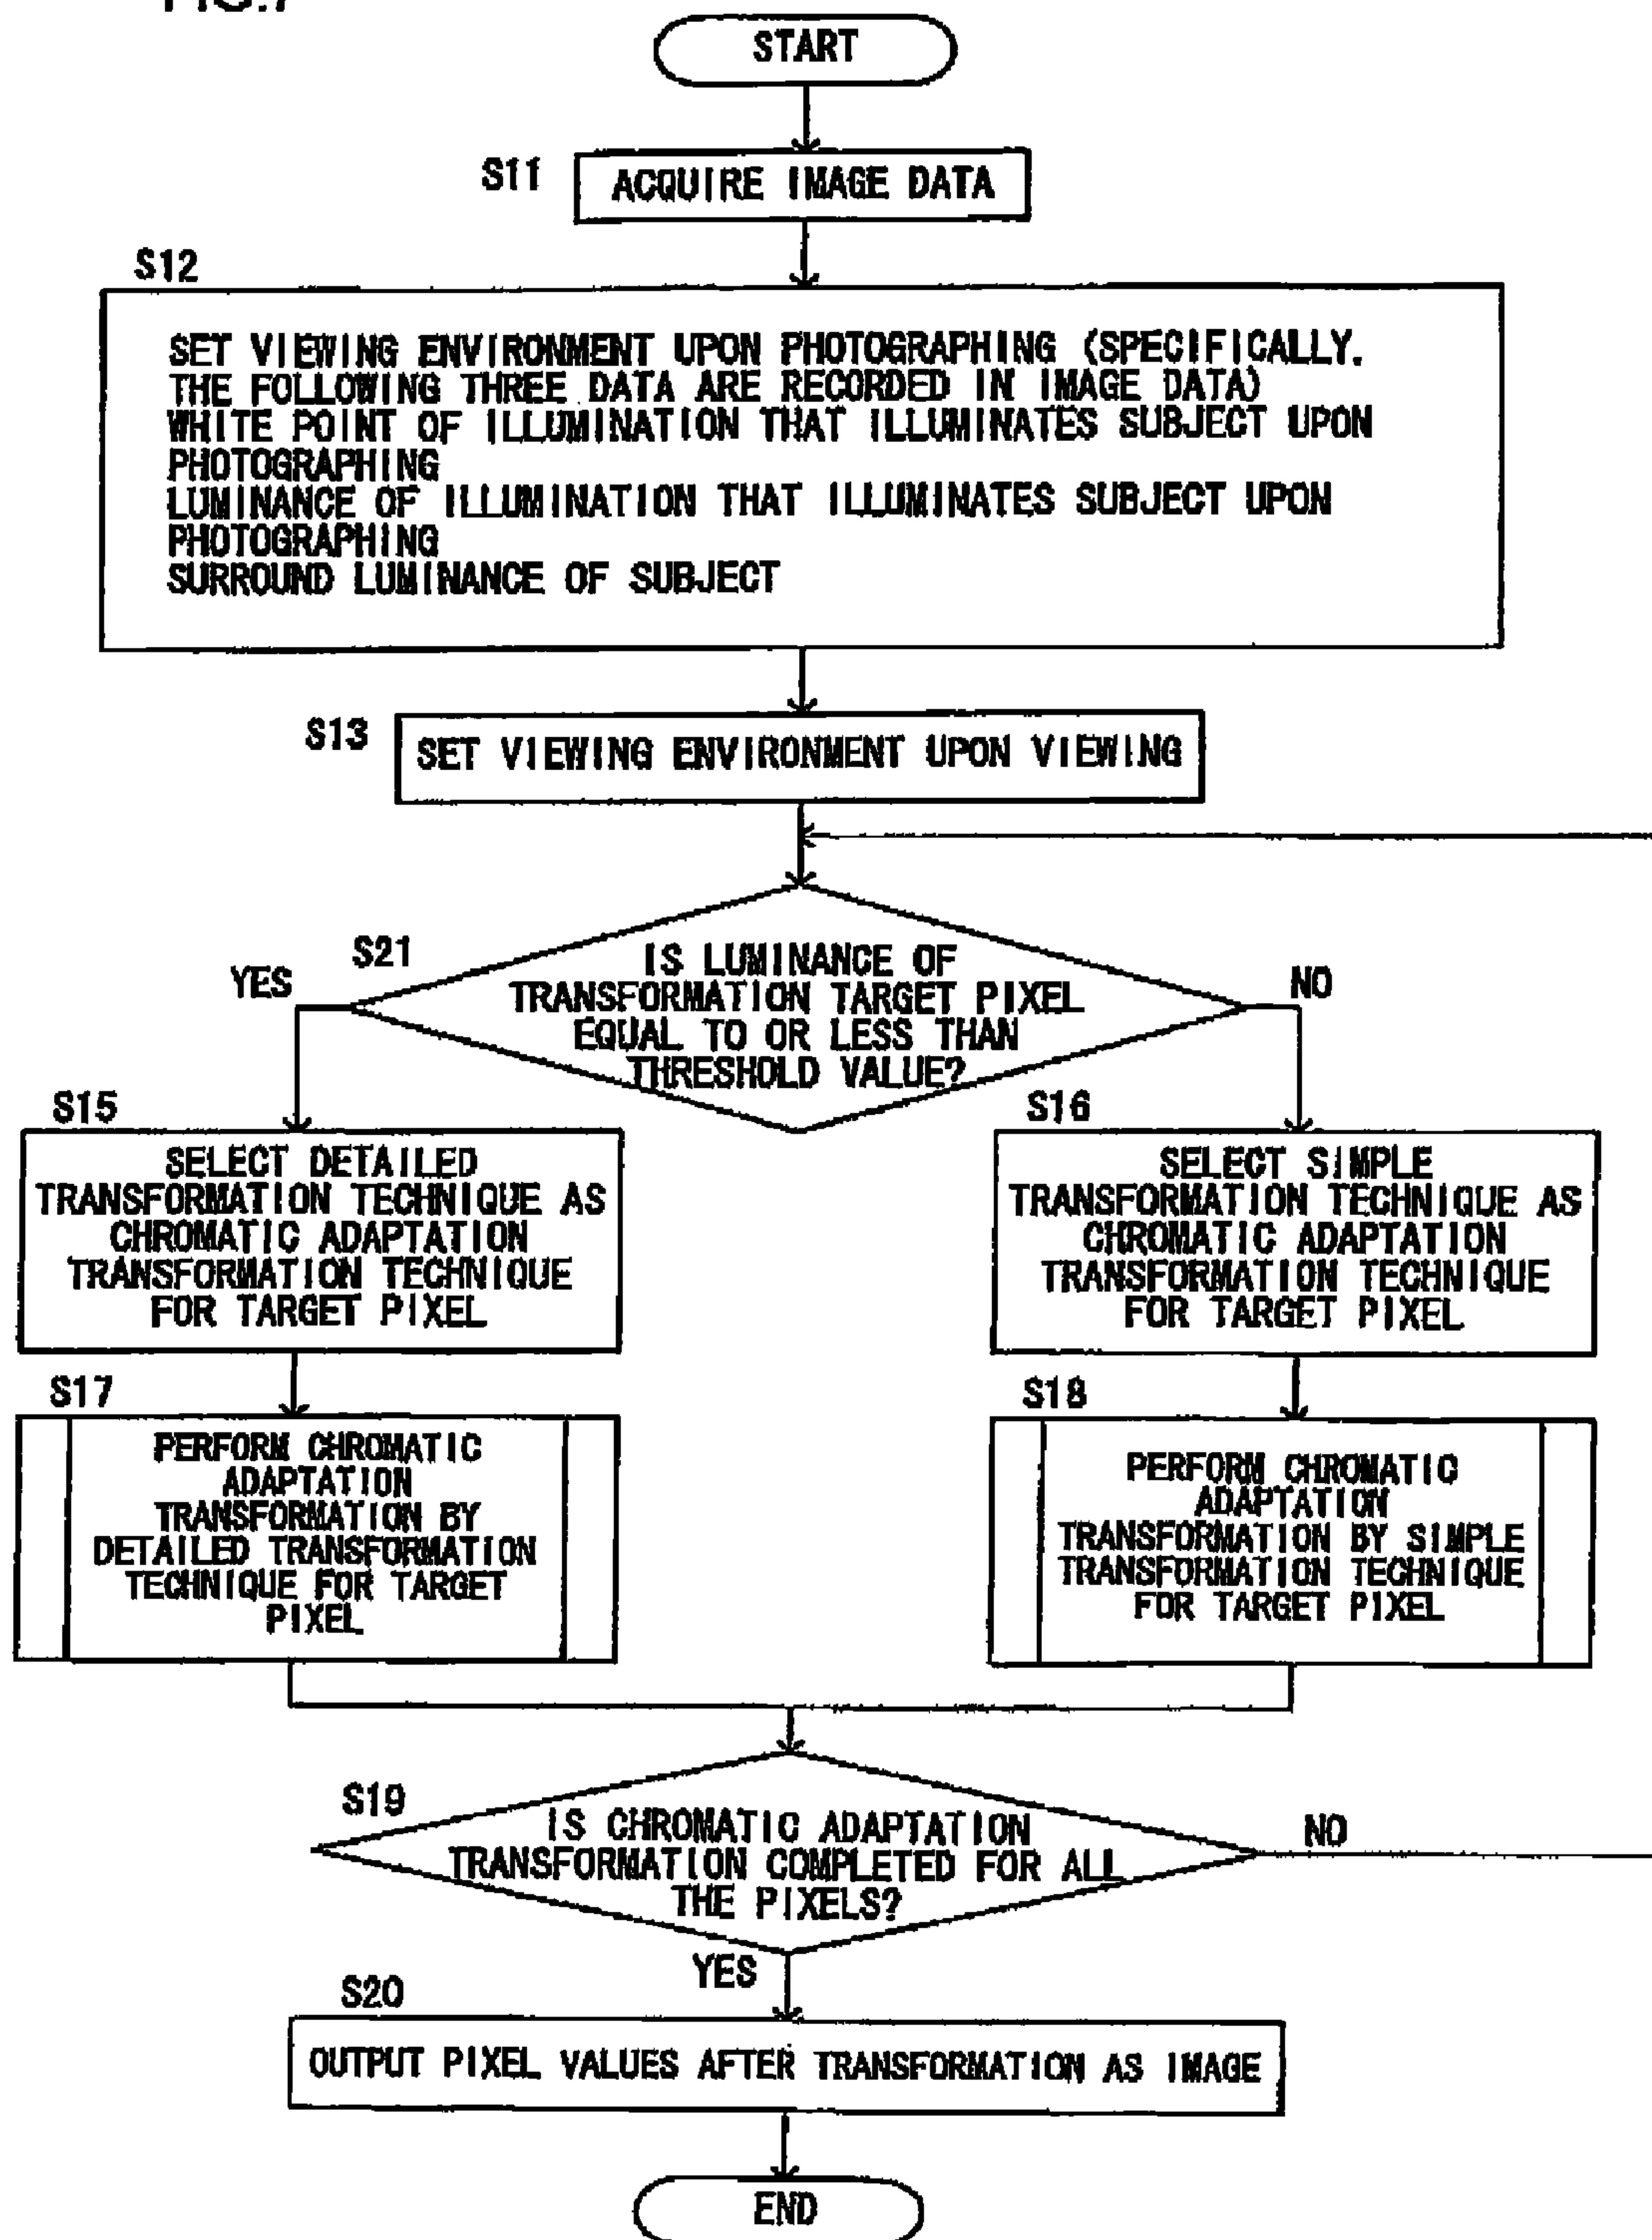 START
S11
ACQUIRE IMAGE DATA
S12
SET VIEWING ENVIRONMENT UPON PHOTOGRAPHING (SPECIFICALLY.
THE FOLLOWING THREE DATA ARE RECORDED IN IMAGE DATA)
WHITE POINT OF ILLUMINATION THAT ILLUMINATES SUBJECT UPON
PHOTOGRAPHING
LUMINANCE OF ILLUMINATION THAT ILLUMINATES SUBJECT UPON
PHOTOGRAPHING
SURROUND LUMINANCE OF SUBJECT
S13
SET VIEWING ENVIRONMENT UPON VIEWING
S21
YES
IS LUMINANCE OF
TRANSFORMATION TARGET PIXEL
EQUAL TO OR LESS THAN
THRESHOLD VALUE?
NO
S15
SELECT DETAILED
TRANSFORMATION TECHNIQUE AS
CHROMATIC ADAPTATION
TRANSFORMATION TECHNIQUE
FOR TARGET PIXEL
S16
SELECT SIMPLE
TRANSFORMATION TECHNIQUE AS
CHROMATIC ADAPTATION
TRANSFORMATION TECHNIQUE
FOR TARGET PIXEL
S17
PERFORM CHROMATIC
ADAPTATION
TRANSFORMATION BY
DETAILED TRANSFORMATION
TECHNIQUE FOR TARGET
PIXEL
S18
PERFORM CHROMATIC
ADAPTATION
TRANSFORMATION BY SIMPLE
TRANSFORMATION TECHNIQUE
FOR TARGET PIXEL
S19
IS CHROMATIC ADAPTATION
TRANSFORMATION COMPLETED FOR ALL
THE PIXELS?
NO
YES
S20
OUTPUT PIXEL VALUES AFTER TRANSFORMATION AS IMAGE
END